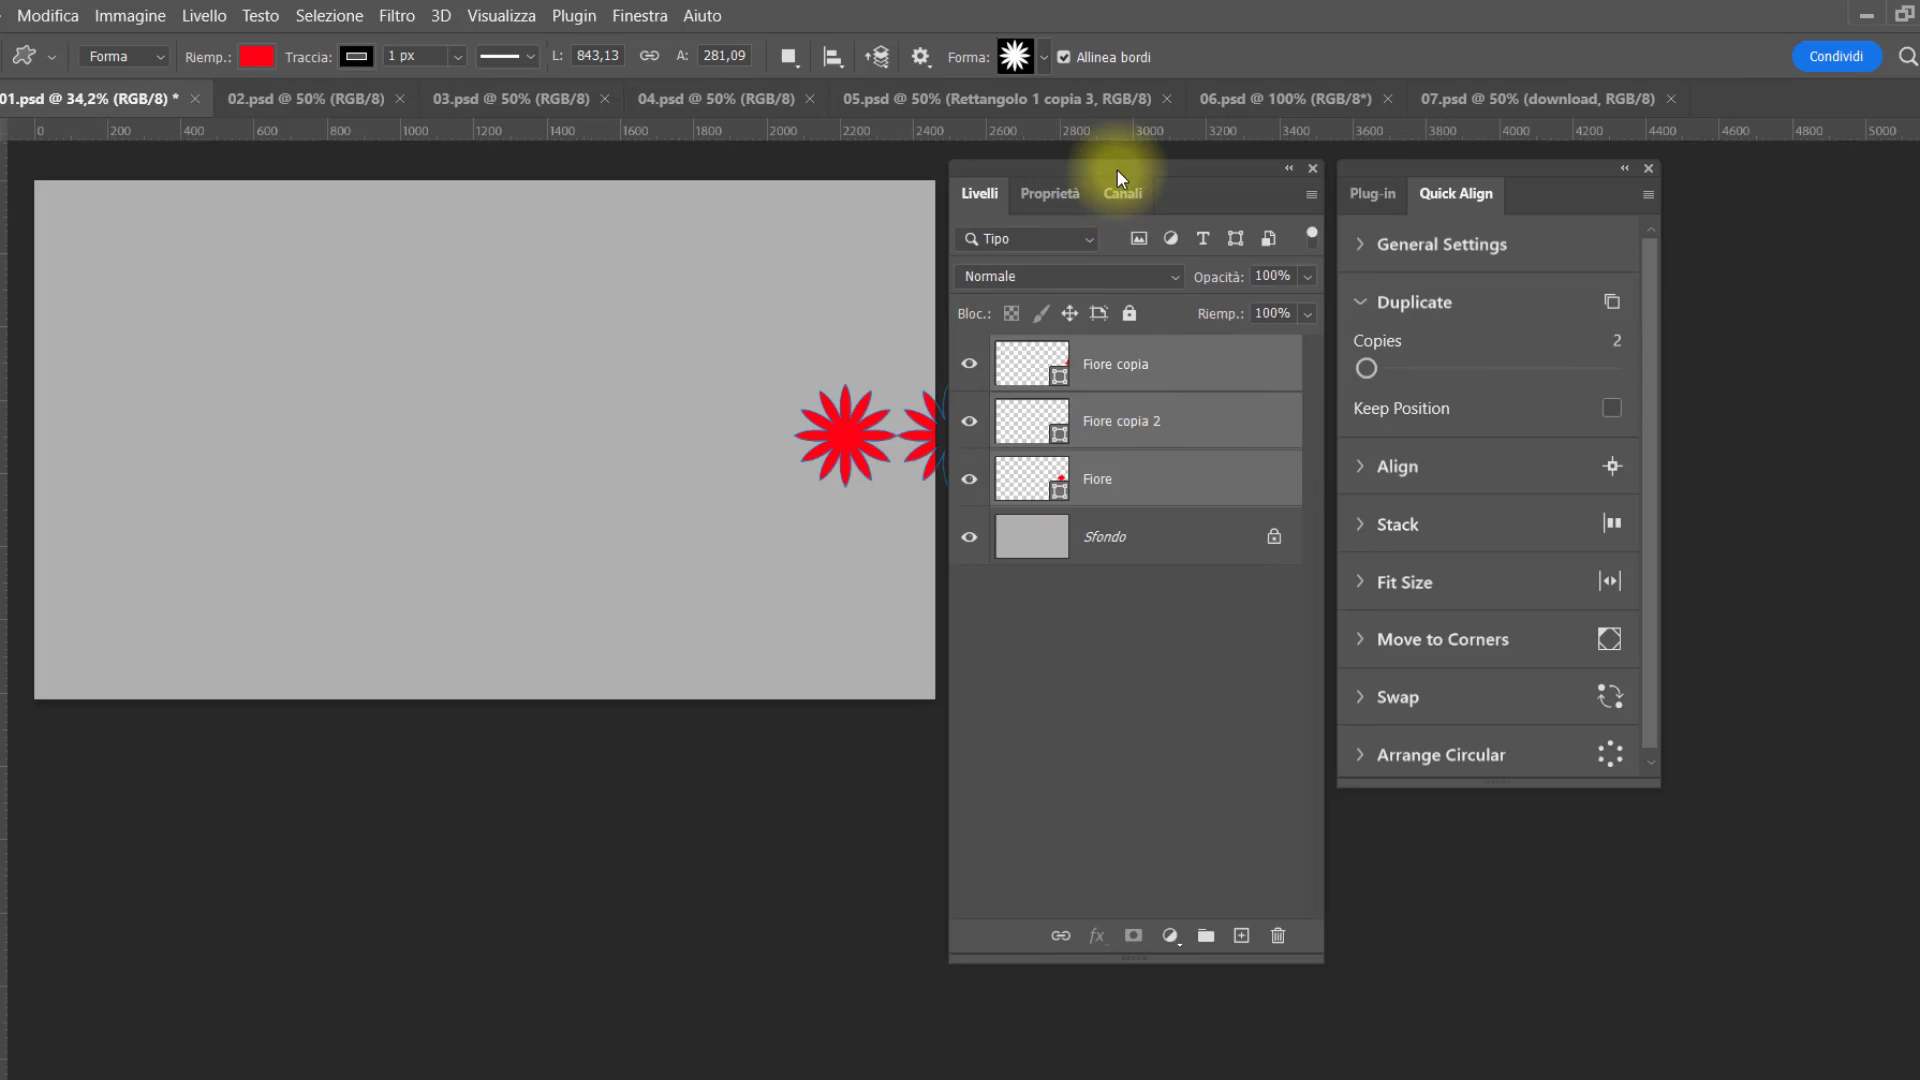 Modifica Immagine Livello Testo Selezione Filtro 3D Visualizza Plugin Finestra Aiuto
Forma Riemp.: Traccia: 1 px L: 843,13 A: 281,09 Forma: Allinea bordi Condividi
01.psd @ 34,2% (RGB/8) * 02.psd @ 50% (RGB/8) 03.psd @ 50% (RGB/8) 04.psd @ 50% (RGB/8) 05.psd @ 50% (Rettangolo 1 copia 3, RGB/8) 06.psd @ 100% (RGB/8*) 07.psd @ 50% (download, RGB/8)
0 200 400 600 800 1000 1200 1400 1600 1800 2000 2200 2400 2600 2800 3000 3200 3400 3600 3800 4000 4200 4400 4600 4800 5000
Livelli Proprietà Canali
Tipo
Normale Opacità: 100%
Bloc.: Riemp.: 100%
Fiore copia
Fiore copia 2
Fiore
Sfondo
fx
Plug-in Quick Align
General Settings
Duplicate
Copies 2
Keep Position
Align
Stack
Fit Size
Move to Corners
Swap
Arrange Circular